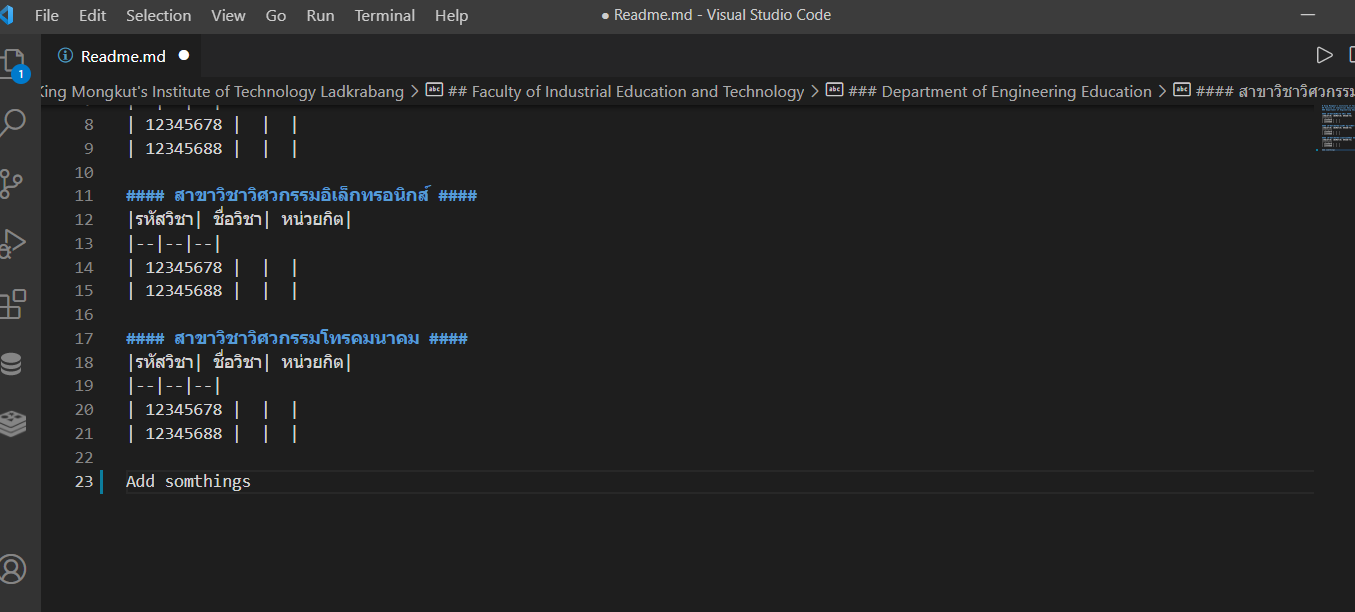 File Edit Selection View Go Run Terminal Help ● Readme.md - Visual Studio Code
Readme.md ●
King Mongkut's Institute of Technology Ladkrabang > ## Faculty of Industrial Education and Technology > ### Department of Engineering Education > #### สาขาวิชาวิศวกรรม
1
8 | 12345678 | | |
9 | 12345688 | | |
10
11 #### สาขาวิชาวิศวกรรมอิเล็กทรอนิกส์ ####
12 |รหัสวิชา| ชื่อวิชา| หน่วยกิต|
13 |--|--|--|
14 | 12345678 | | |
15 | 12345688 | | |
16
17 #### สาขาวิชาวิศวกรรมโทรคมนาคม ####
18 |รหัสวิชา| ชื่อวิชา| หน่วยกิต|
19 |--|--|--|
20 | 12345678 | | |
21 | 12345688 | | |
22
23 Add somthings